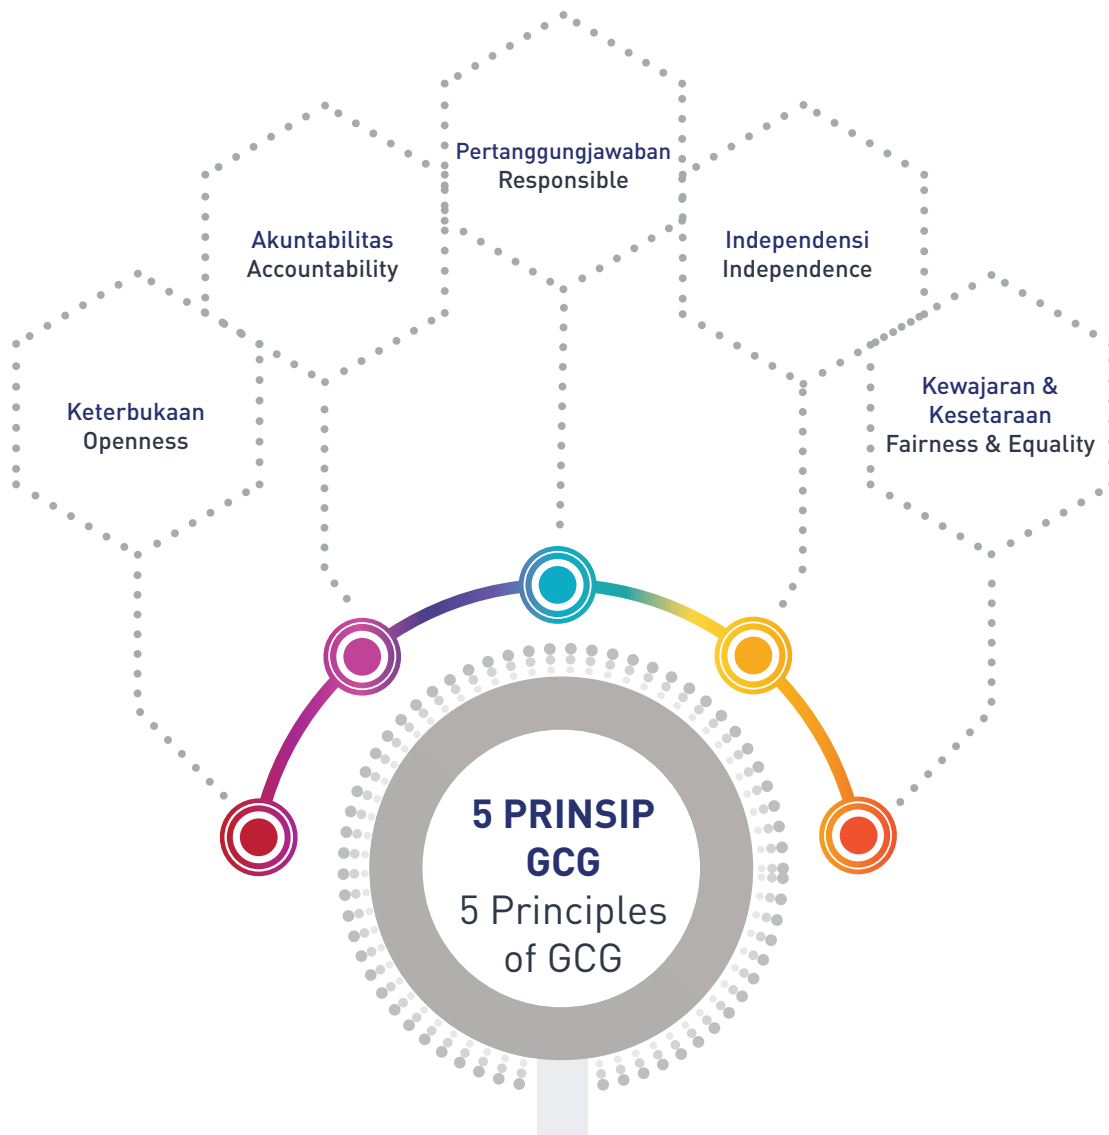 Pertanggungjawaban
Responsible
Akuntabilitas
Accountability
Independensi
Independence
Keterbukaan
Openness
Kewajaran &
Kesetaraan
Fairness & Equality
5 PRINSIP
GCG
5 Principles
of GCG